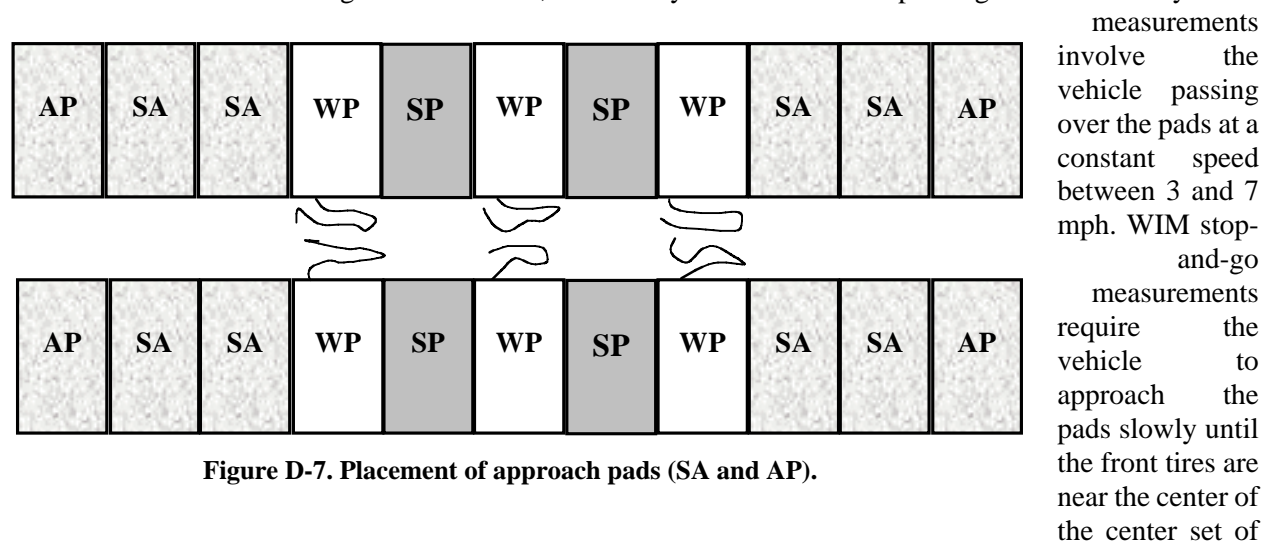 AP SA SA WP SP WP SP WP SA SA AP
AP SA SA WP SP WP SP WP SA SA AP
Figure D-7. Placement of approach pads (SA and AP).
measurements
involve the
vehicle passing
over the pads at a
constant speed
between 3 and 7
mph. WIM stop-
and-go
measurements
require the
vehicle to
approach the
pads slowly until
the front tires are
near the center of
the center set of